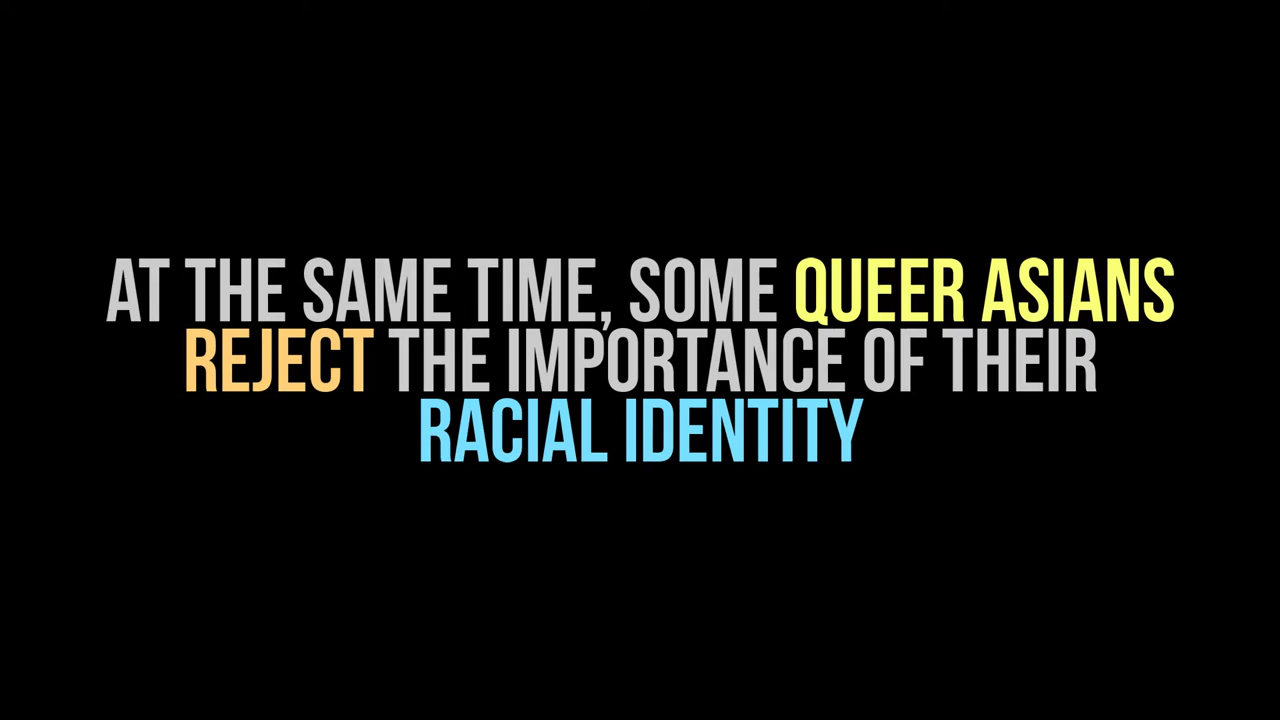 AT THE SAME TIME, SOME QUEER ASIANS
REJECT THE IMPORTANCE OF THEIR
RACIAL IDENTITY